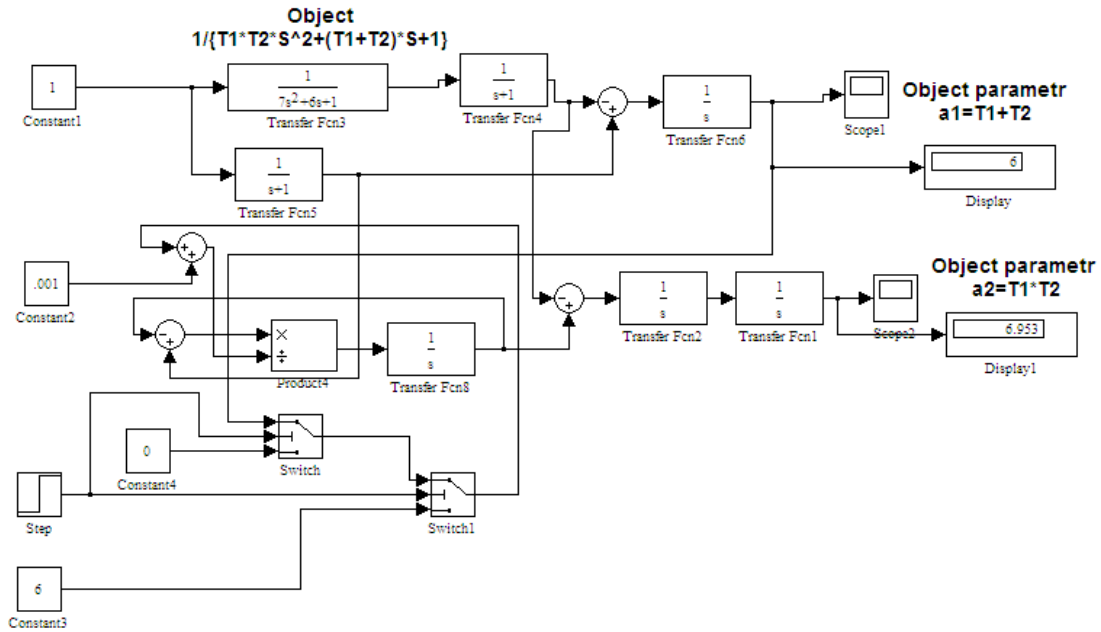 Object
1/{T1*T2*S^2+(T1+T2)*S+1}
1
Constant1
1
7s2+6s+1
Transfer Fcn3
1
s+1
Transfer Fcn4
1
s
Transfer Fcn6
Scope1
Object parametr
a1=T1+T2
6
Display
1
s+1
Transfer Fcn5
.001
Constant2
Product4
1
s
Transfer Fcn8
1
s
Transfer Fcn2
1
s
Transfer Fcn1
Scope2
Object parametr
a2=T1*T2
6.953
Display1
0
Constant4
Switch
Step
Switch1
6
Constant3